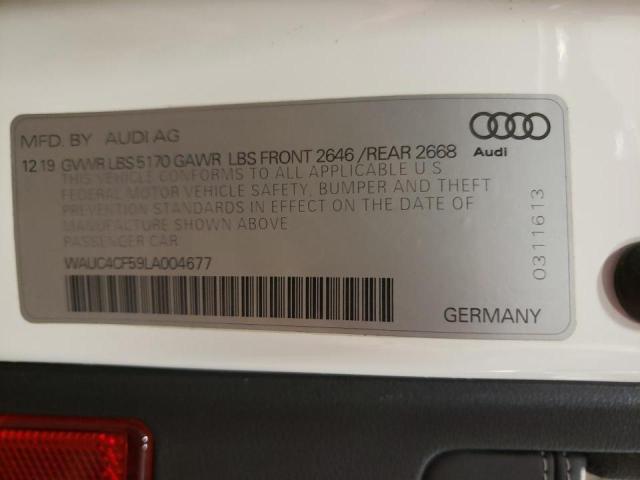 MFD. BY AUDI AG
12 19 GVWR LBS 5170 GAWR LBS FRONT 2646 /REAR 2668
THIS VEHICLE CONFORMS TO ALL APPLICABLE U S
FEDERAL MOTOR VEHICLE SAFETY, BUMPER AND THEFT
PREVENTION STANDARDS IN EFFECT ON THE DATE OF
MANUFACTURE SHOWN ABOVE
PASSENGER CAR
WAUC4CF59LA004677
Audi
0311613
GERMANY